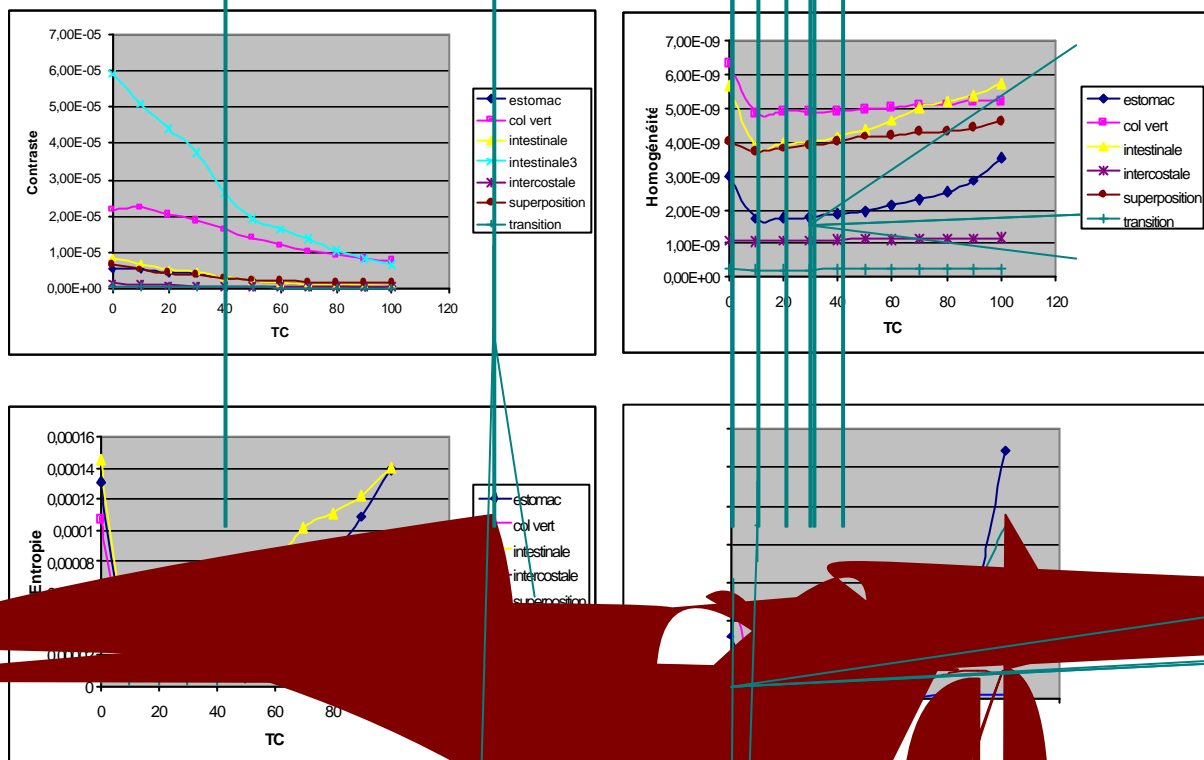 7,00E-05
6,00E-05
5,00E-05
4,00E-05
3,00E-05
2,00E-05
1,00E-05
0,00E+00
Contraste
0 20 40 60 80 100 120
TC
estomac
col vert
intestinale
intestinale3
intercostale
superposition
transition
7,00E-09
6,00E-09
5,00E-09
4,00E-09
3,00E-09
2,00E-09
1,00E-09
0,00E+00
Homogénéité
0 20 40 60 80 100 120
TC
estomac
col vert
intestinale
intercostale
superposition
transition
0,00016
0,00014
0,00012
0,0001
0,00008
0
Entropie
0 20 40 60 80
TC
estomac
col vert
intestinale
intercostale
superposition